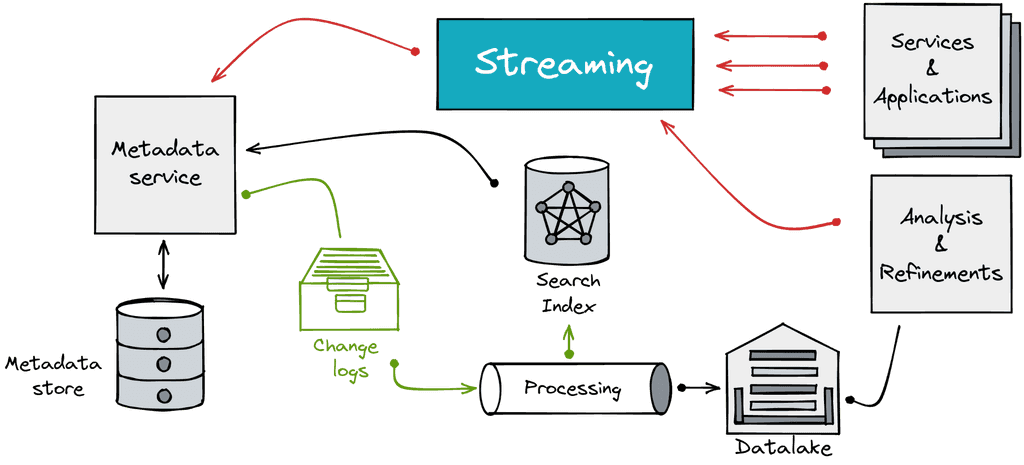 Streaming
Services
&
Applications
Metadata
service
Analysis
&
Refinements
Search
Index
Change
logs
Metadata
store
Processing
Datalake